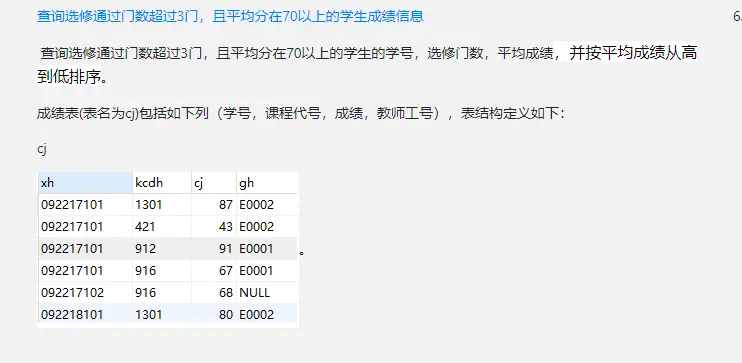 查询选修通过门数超过3门，且平均分在70以上的学生成绩信息
6.
查询选修通过门数超过3门，且平均分在70以上的学生的学号，选修门数，平均成绩，并按平均成绩从高
到低排序。
成绩表(表名为cj)包括如下列（学号，课程代号，成绩，教师工号），表结构定义如下：
cj
xh kcdh cj gh
092217101 1301 87 E0002
092217101 421 43 E0002
092217101 912 91 E0001
。
092217101 916 67 E0001
092217102 916 68 NULL
092218101 1301 80 E0002